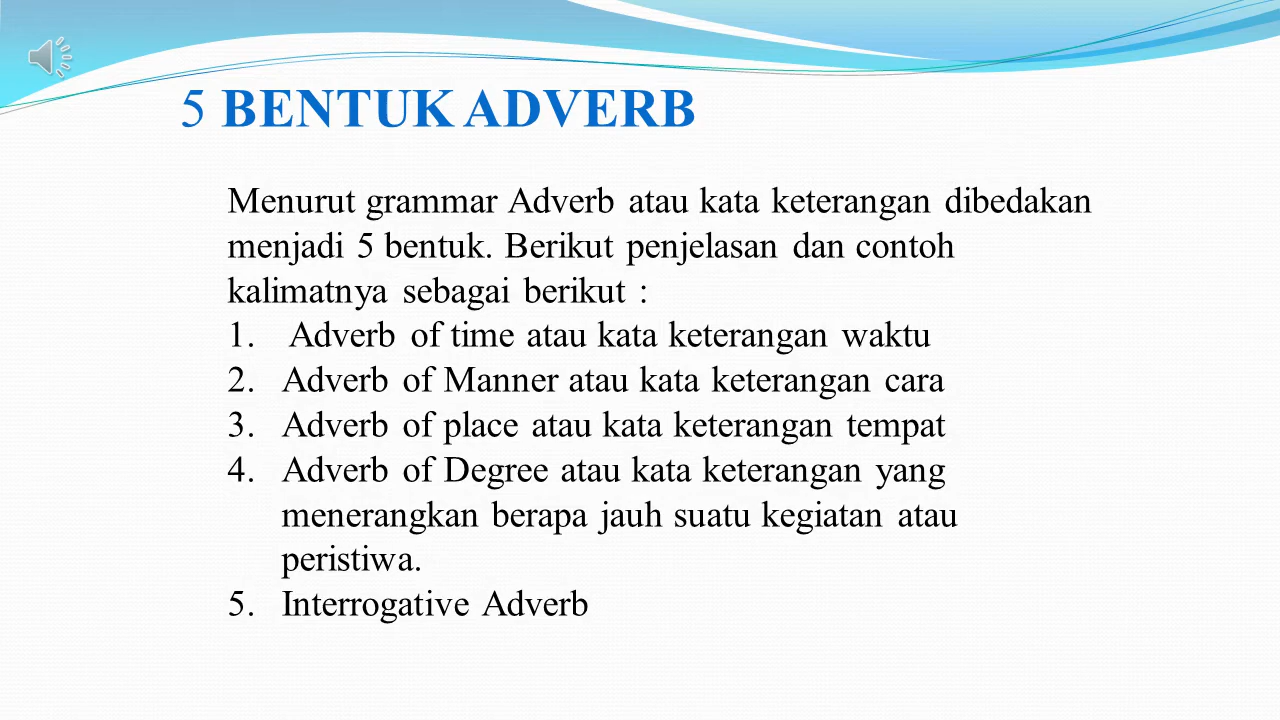 5 BENTUK ADVERB
Menurut grammar Adverb atau kata keterangan dibedakan
menjadi 5 bentuk. Berikut penjelasan dan contoh
kalimatnya sebagai berikut :
1. Adverb of time atau kata keterangan waktu
2. Adverb of Manner atau kata keterangan cara
3. Adverb of place atau kata keterangan tempat
4. Adverb of Degree atau kata keterangan yang
menerangkan berapa jauh suatu kegiatan atau
peristiwa.
5. Interrogative Adverb